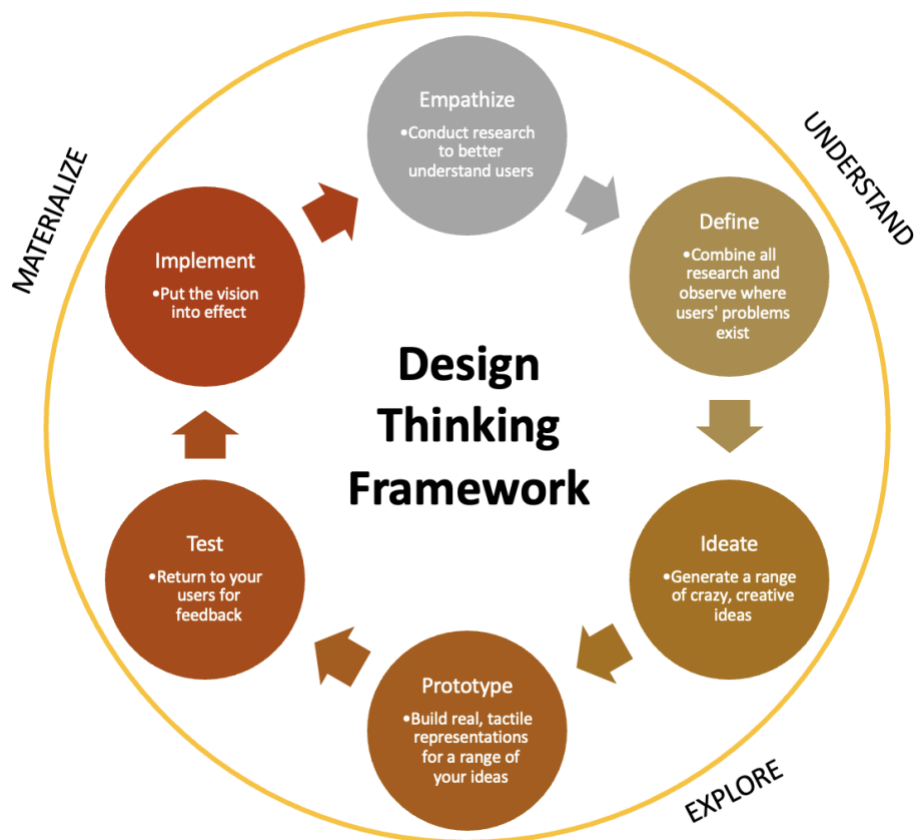 Design
Thinking
Framework
UNDERSTAND
Empathize
•Conduct research
to better
understand users
Define
•Combine all
research and
observe where
users' problems
exist
EXPLORE
Ideate
•Generate a range
of crazy, creative
ideas
Prototype
•Build real, tactile
representations
for a range of
your ideas
MATERIALIZE
Test
•Return to your
users for
feedback
Implement
•Put the vision
into effect